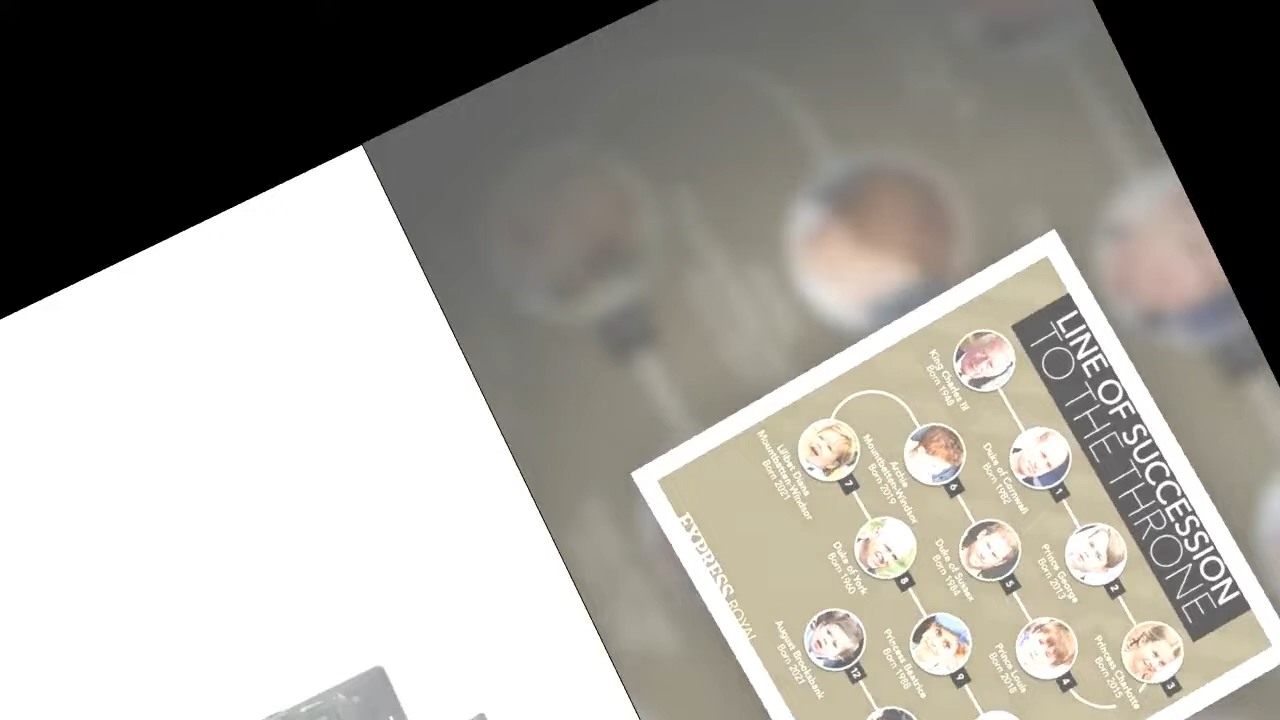 LINE OF SUCCESSION
TO THE THRONE
King Charles III
Born 1948
Duke of Cornwall
Born 1982
1
Prince George
Born 2013
2
Princess Charlotte
Born 2015
3
Prince Louis
Born 2018
4
Duke of Sussex
Born 1984
5
Archie
Mountbatten-Windsor
Born 2019
6
Lilibet Diana
Mountbatten-Windsor
Born 2021
7
Duke of York
Born 1960
8
Princess Beatrice
Born 1988
9
August Brooksbank
Born 2021
12
EXPRESS ROYAL